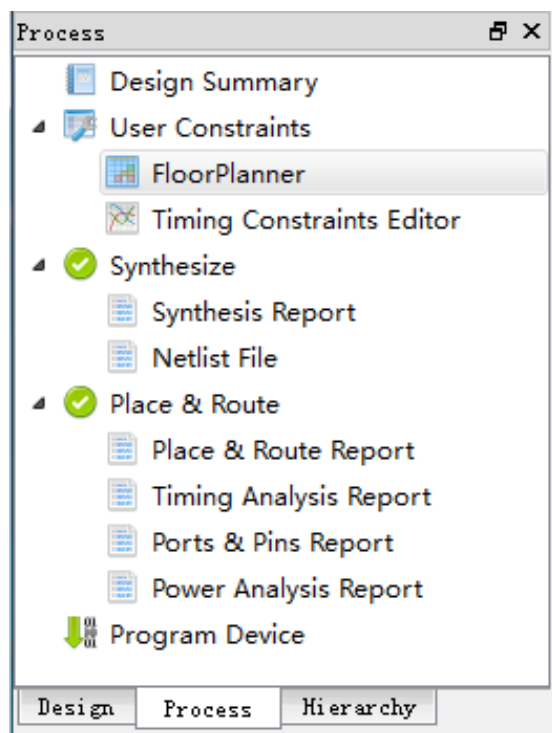 Process
Design Summary
User Constraints
FloorPlanner
Timing Constraints Editor
Synthesize
Synthesis Report
Netlist File
Place & Route
Place & Route Report
Timing Analysis Report
Ports & Pins Report
Power Analysis Report
Program Device
Design Process Hierarchy